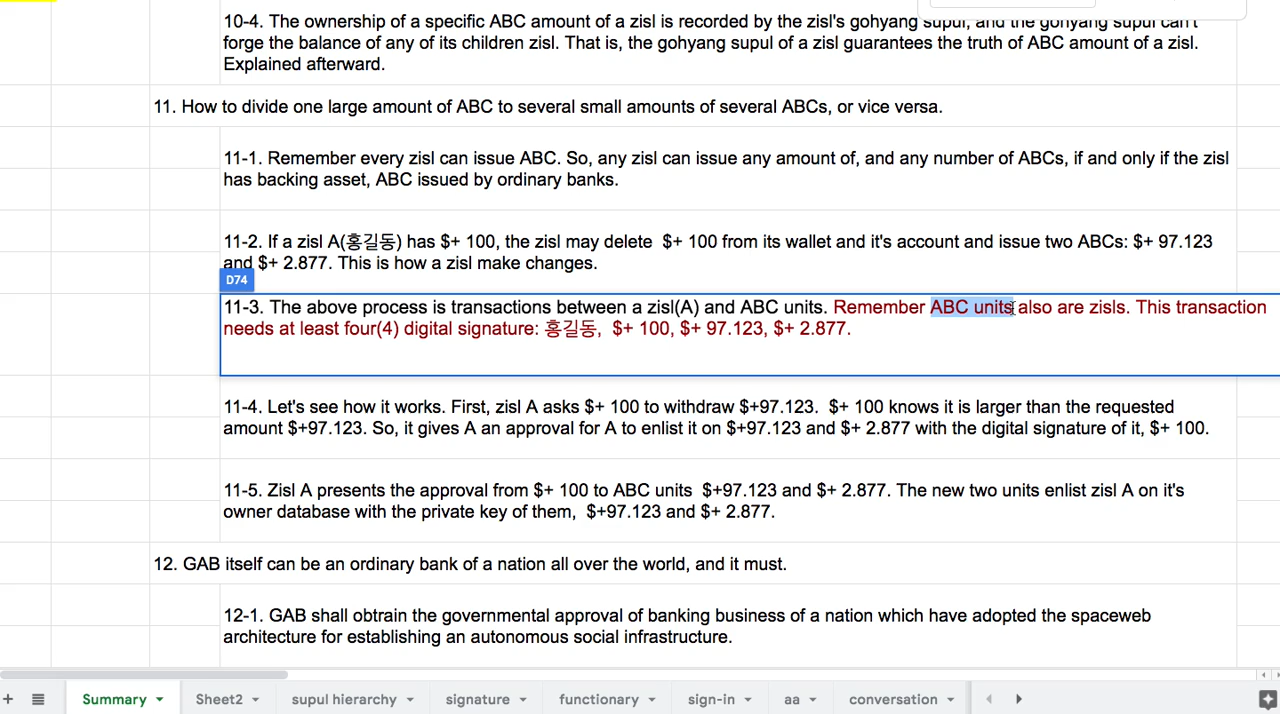 10-4. The ownership of a specific ABC amount of a zisl is recorded by the zisl's gohyang supul, and the gohyang supul can't
forge the balance of any of its children zisl. That is, the gohyang supul of a zisl guarantees the truth of ABC amount of a zisl.
Explained afterward.
11. How to divide one large amount of ABC to several small amounts of several ABCs, or vice versa.
11-1. Remember every zisl can issue ABC. So, any zisl can issue any amount of, and any number of ABCs, if and only if the zisl
has backing asset, ABC issued by ordinary banks.
11-2. If a zisl A(홍길동) has $+ 100, the zisl may delete $+ 100 from its wallet and it's account and issue two ABCs: $+ 97.123
and $+ 2.877. This is how a zisl make changes.
D74
11-3. The above process is transactions between a zisl(A) and ABC units. Remember ABC units also are zisls. This transaction
needs at least four(4) digital signature: 홍길동, $+ 100, $+ 97.123, $+ 2.877.
11-4. Let's see how it works. First, zisl A asks $+ 100 to withdraw $+97.123. $+ 100 knows it is larger than the requested
amount $+97.123. So, it gives A an approval for A to enlist it on $+97.123 and $+ 2.877 with the digital signature of it, $+ 100.
11-5. Zisl A presents the approval from $+ 100 to ABC units $+97.123 and $+ 2.877. The new two units enlist zisl A on it's
owner database with the private key of them, $+97.123 and $+ 2.877.
12. GAB itself can be an ordinary bank of a nation all over the world, and it must.
12-1. GAB shall obtrain the governmental approval of banking business of a nation which have adopted the spaceweb
architecture for establishing an autonomous social infrastructure.
+ Summary Sheet2 supul hierarchy signature functionary sign-in aa conversation